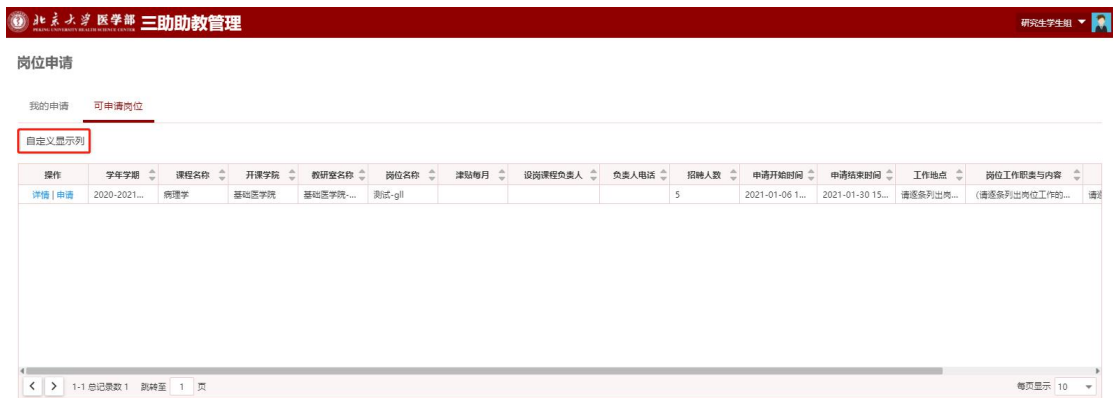 北京大学 医学部 三助助教管理
PEKING UNIVERSITY HEALTH SCIENCE CENTER
研究生学生组
岗位申请
我的申请 可申请岗位
自定义显示列
操作 学年学期 课程名称 开课学院 教研室名称 岗位名称 津贴每月 设岗课程负责人 负责人电话 招聘人数 申请开始时间 申请结束时间 工作地点 岗位工作职责与内容
详情 | 申请 2020-2021... 病理学 基础医学院 基础医学院-... 测试-gll 5 2021-01-06 1... 2021-01-30 15... 请逐条列出岗... (请逐条列出岗位工作的... 请逐
1-1 总记录数 1 跳转至 1 页 每页显示 10